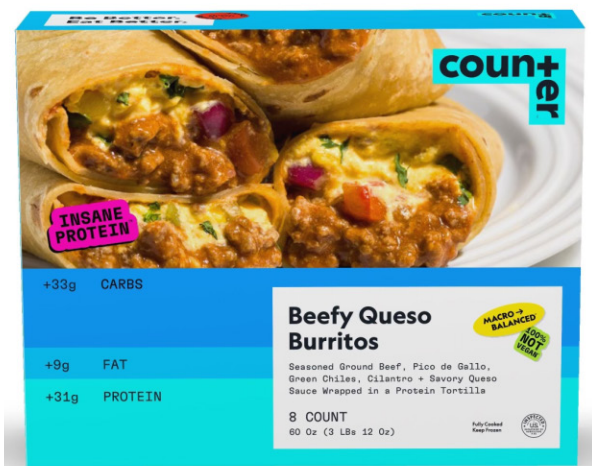 Be Better.
Eat Better.
counter
counter
INSANE
PROTEIN
+33g CARBS
+9g FAT
+31g PROTEIN
Beefy Queso
Burritos
MACRO→
BALANCED
100%
NOT
VEGAN
Seasoned Ground Beef, Pico de Gallo,
Green Chiles, Cilantro + Savory Queso
Sauce Wrapped in a Protein Tortilla
8 COUNT
60 Oz (3 LBs 12 Oz)
Fully Cooked
Keep Frozen